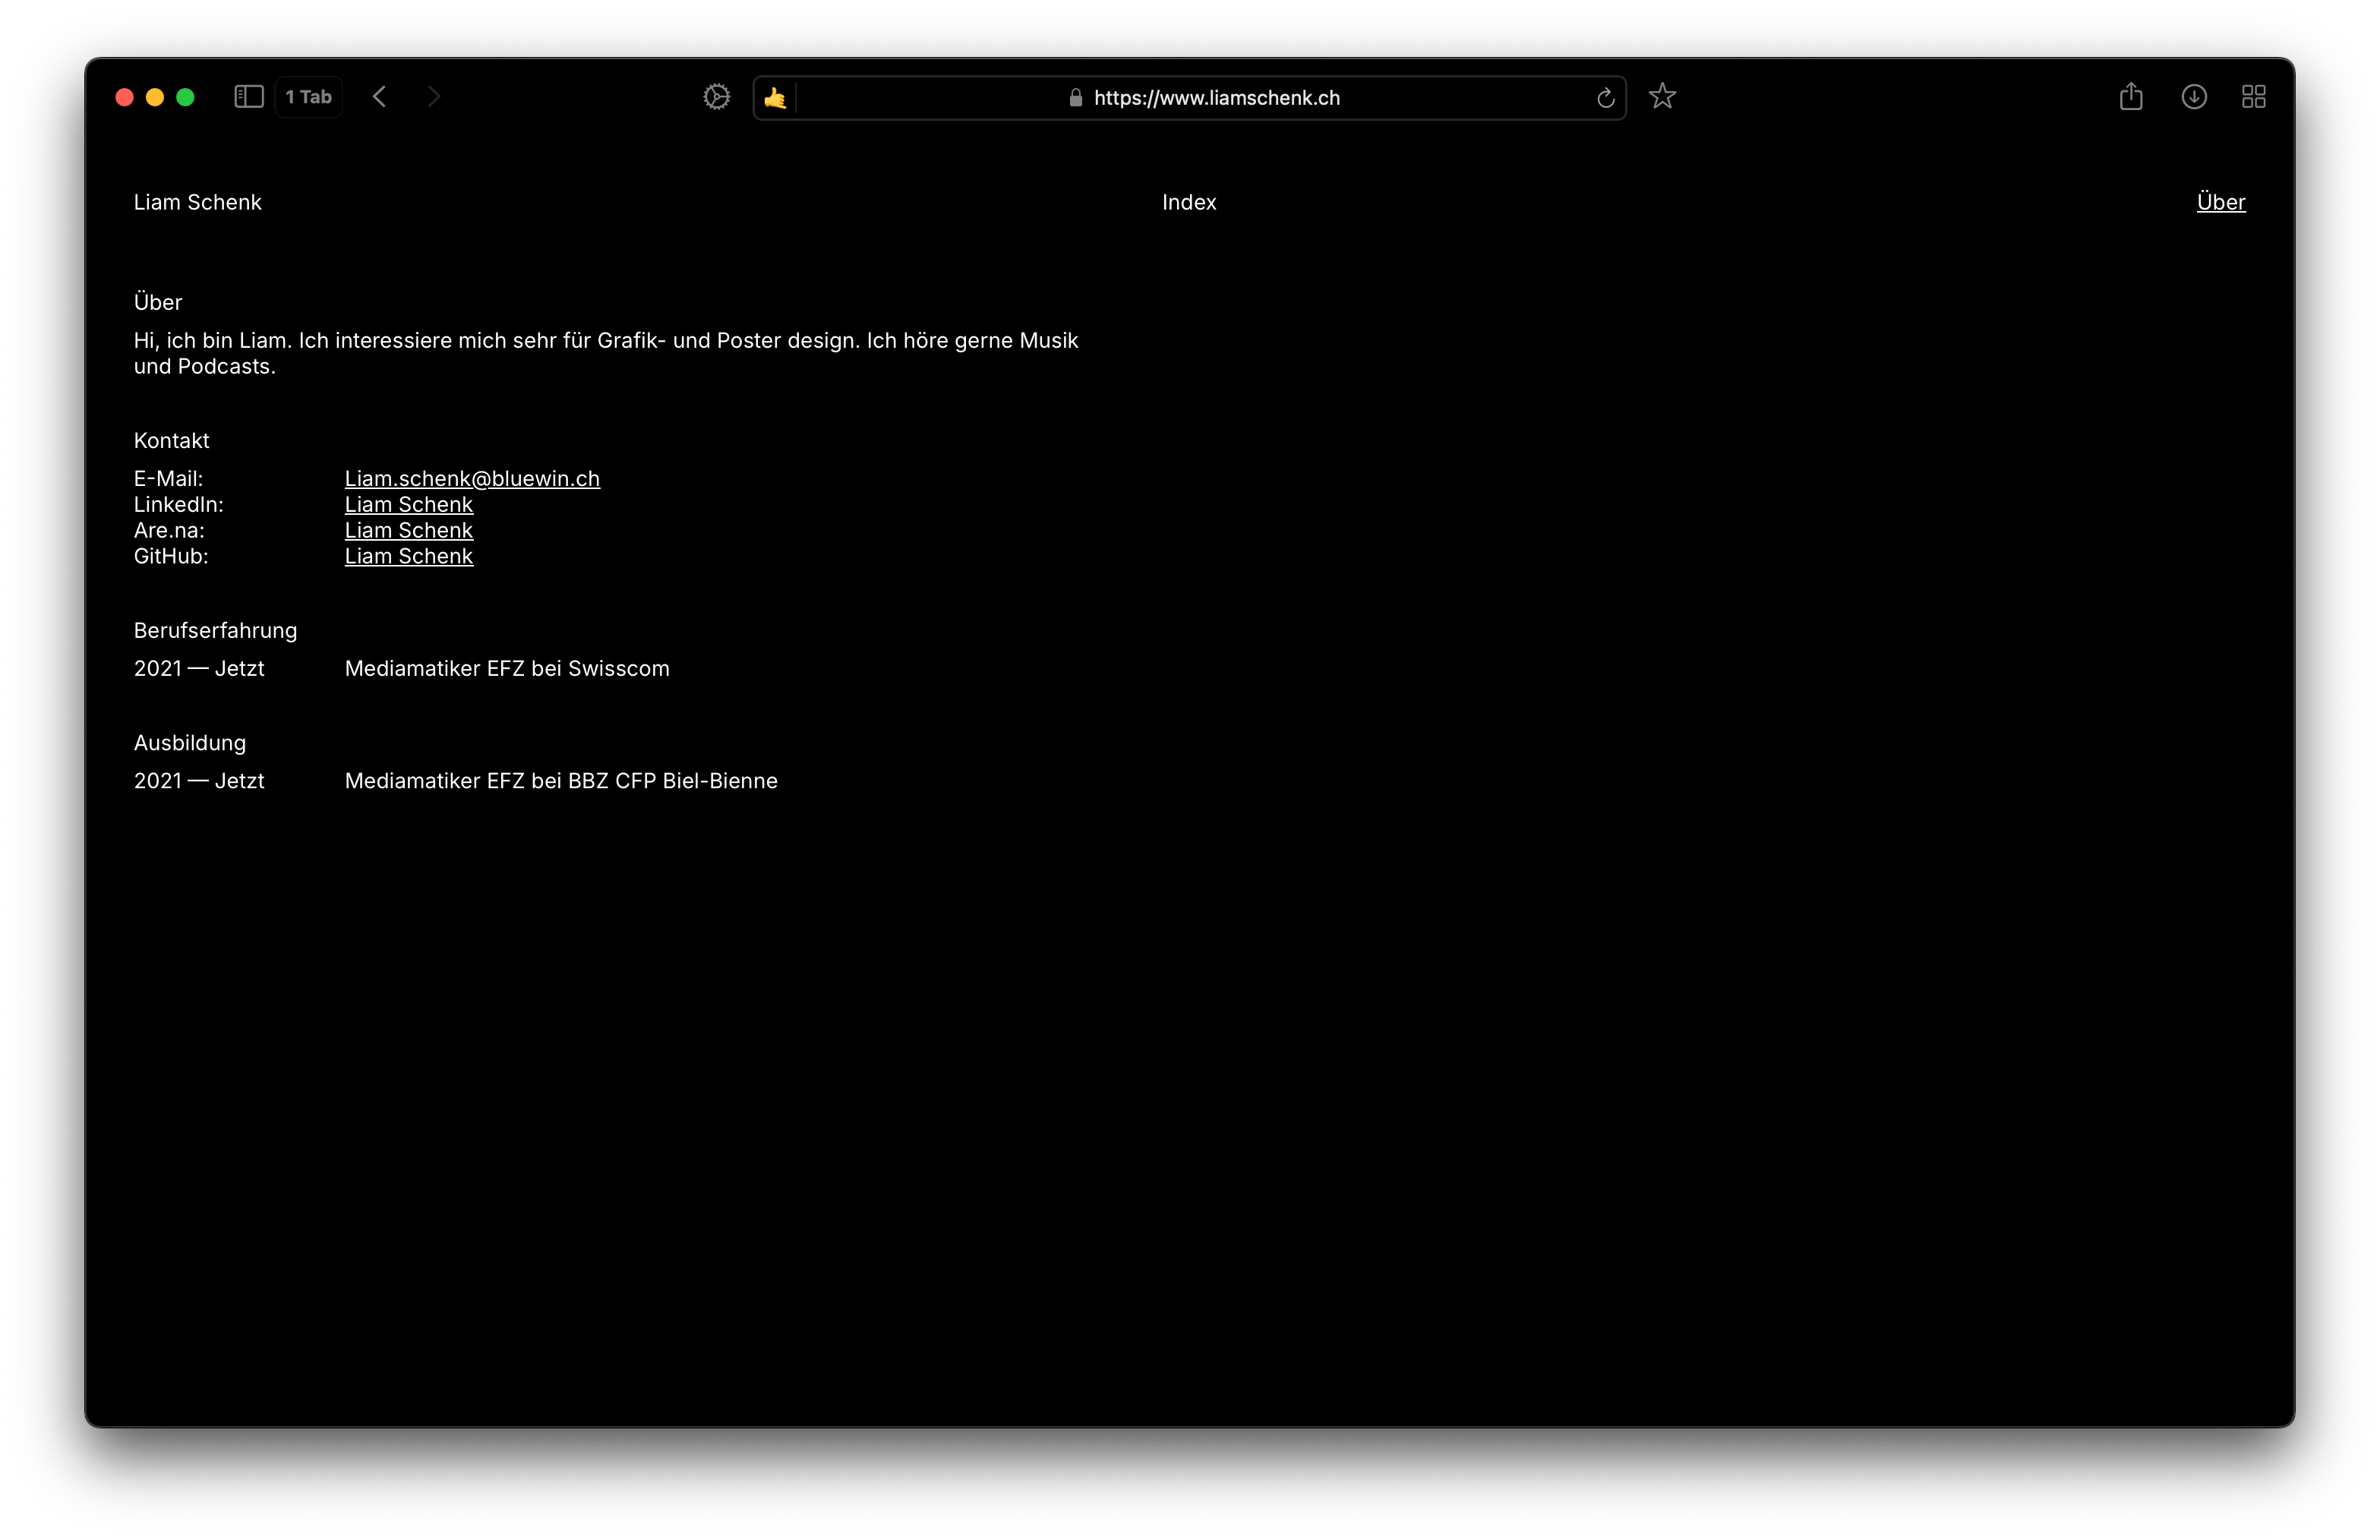 1 Tab
https://www.liamschenk.ch
Liam Schenk
Index
Über
Über
Hi, ich bin Liam. Ich interessiere mich sehr für Grafik- und Poster design. Ich höre gerne Musik
und Podcasts.
Kontakt
E-Mail: Liam.schenk@bluewin.ch
LinkedIn: Liam Schenk
Are.na: Liam Schenk
GitHub: Liam Schenk
Berufserfahrung
2021 — Jetzt Mediamatiker EFZ bei Swisscom
Ausbildung
2021 — Jetzt Mediamatiker EFZ bei BBZ CFP Biel-Bienne